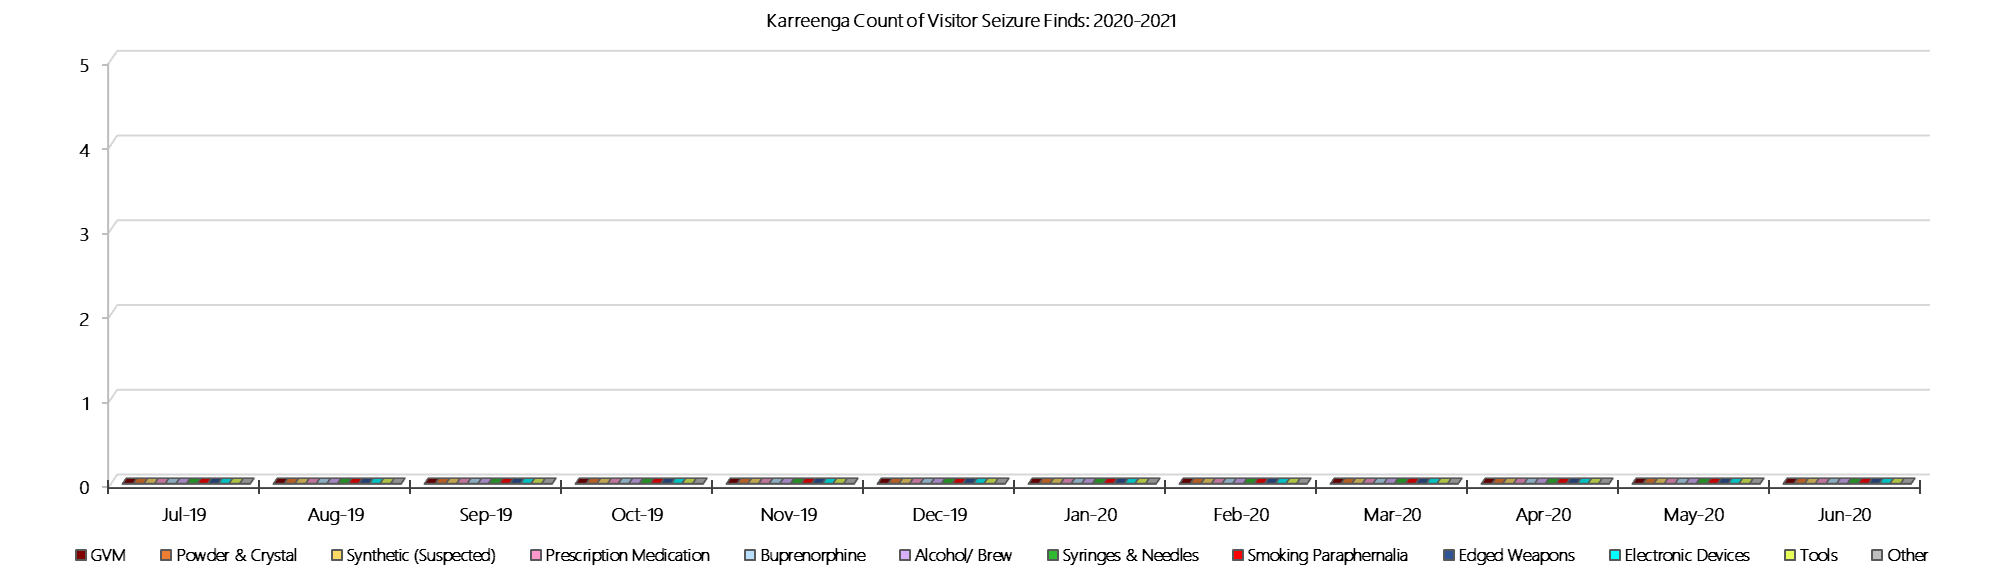 Karreenga Count of Visitor Seizure Finds: 2020-2021
5
4
3
2
1
0
Jul-19 Aug-19 Sep-19 Oct-19 Nov-19 Dec-19 Jan-20 Feb-20 Mar-20 Apr-20 May-20 Jun-20
GVM Powder & Crystal Synthetic (Suspected) Prescription Medication Buprenorphine Alcohol/ Brew Syringes & Needles Smoking Paraphernalia Edged Weapons Electronic Devices Tools Other